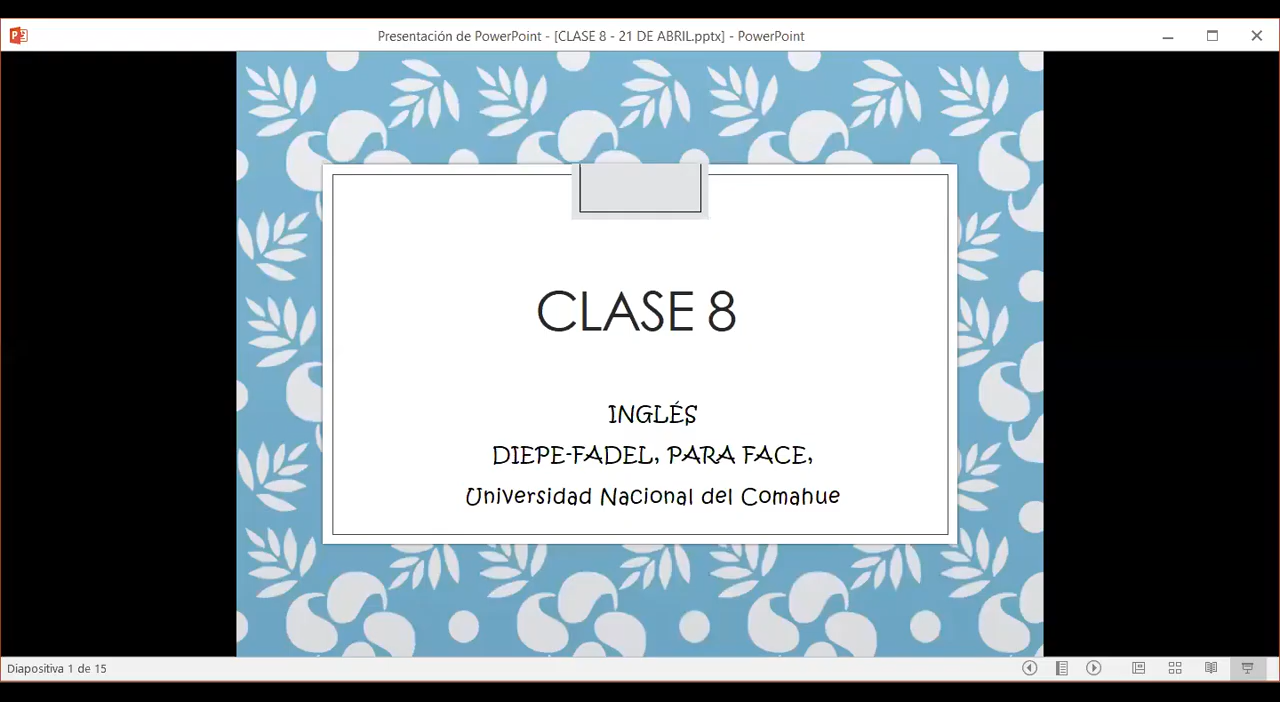 Presentación de PowerPoint - [CLASE 8 - 21 DE ABRIL.pptx] - PowerPoint
CLASE 8
INGLÉS
DIEPE-FADEL, PARA FACE,
Universidad Nacional del Comahue
Diapositiva 1 de 15